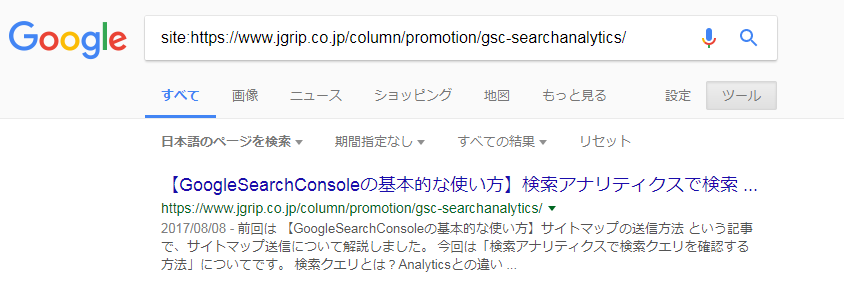 Google
site:https://www.jgrip.co.jp/column/promotion/gsc-searchanalytics/
すべて 画像 ニュース ショッピング 地図 もっと見る 設定 ツール
日本語のページを検索 期間指定なし すべての結果 リセット
【GoogleSearchConsoleの基本的な使い方】検索アナリティクスで検索 ...
https://www.jgrip.co.jp/column/promotion/gsc-searchanalytics/
2017/08/08 - 前回は 【GoogleSearchConsoleの基本的な使い方】サイトマップの送信方法 という記事
で、サイトマップ送信について解説しました。 今回は「検索アナリティクスで検索クエリを確認する
方法」についてです。 検索クエリとは？Analyticsとの違い ...